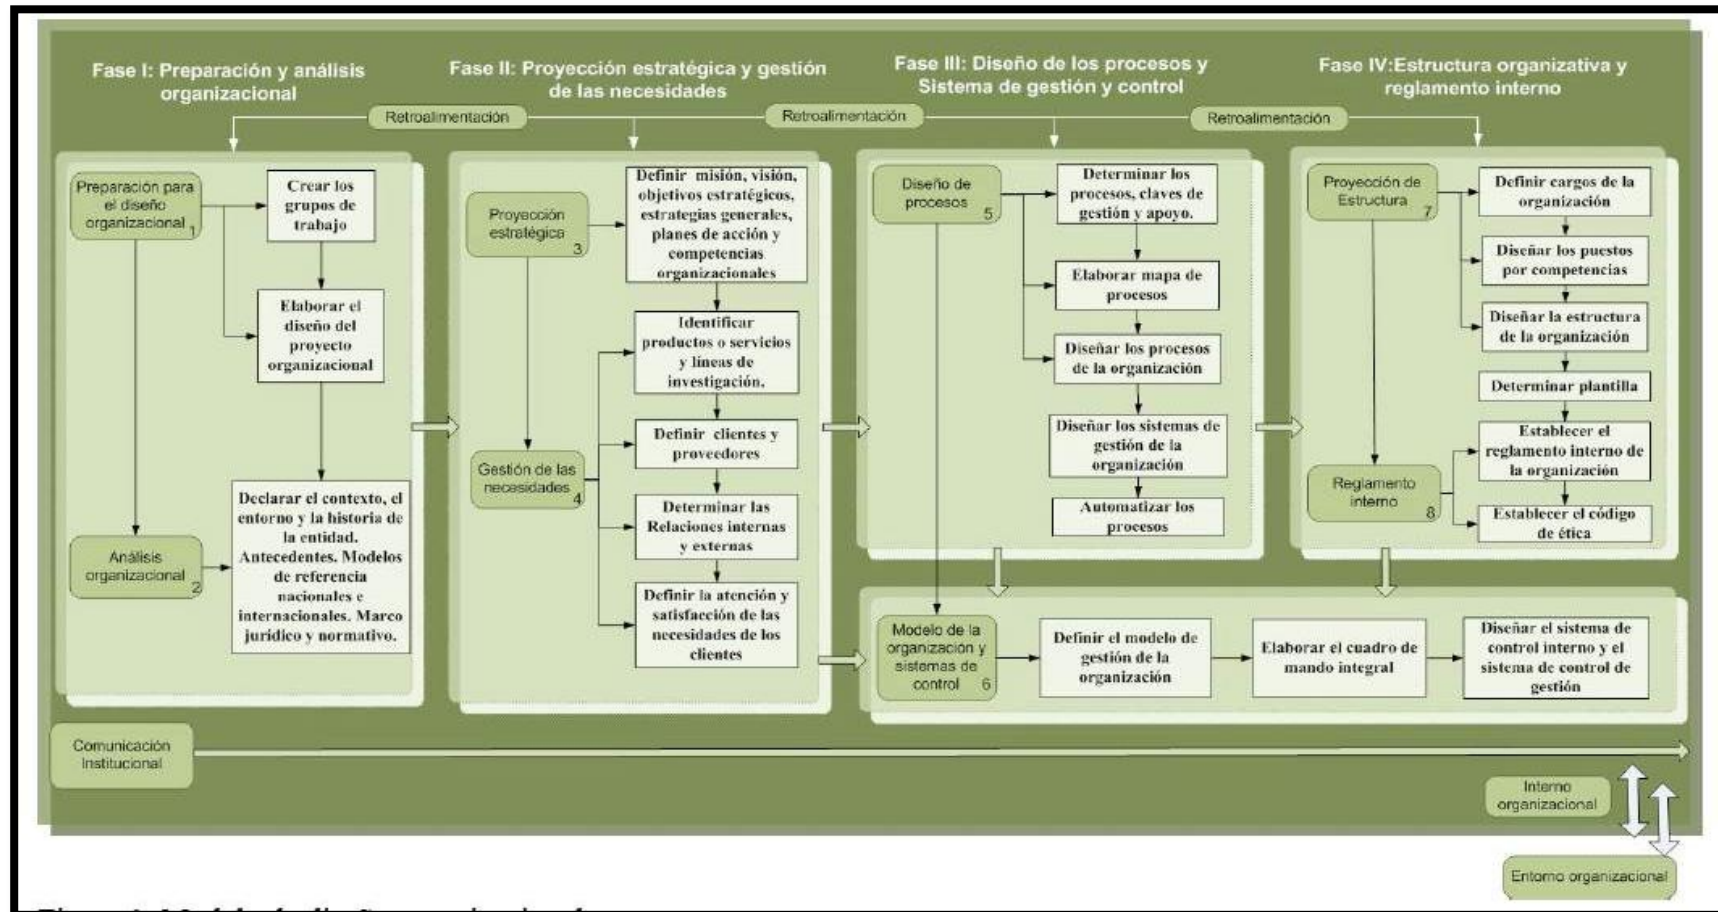 Fase I: Preparación y análisis
organizacional
Fase II: Proyección estratégica y gestión
de las necesidades
Fase III: Diseño de los procesos y
Sistema de gestión y control
Fase IV:Estructura organizativa y
reglamento interno
Retroalimentación
Retroalimentación
Retroalimentación
Preparación para
el diseño
organizacional 1
Crear los
grupos de
trabajo
Elaborar el
diseño del
proyecto
organizacional
Análisis
organizacional 2
Declarar el contexto, el
entorno y la historia de
la entidad.
Antecedentes. Modelos
de referencia
nacionales e
internacionales. Marco
jurídico y normativo.
Proyección
estratégica 3
Definir misión, visión,
objetivos estratégicos,
estrategias generales,
planes de acción y
competencias
organizacionales
Identificar
productos o servicios
y líneas de
investigación.
Gestión de las
necesidades 4
Definir clientes y
proveedores
Determinar las
Relaciones internas
y externas
Definir la atención y
satisfacción de las
necesidades de los
clientes
Diseño de
procesos 5
Determinar los
procesos, claves de
gestión y apoyo.
Elaborar mapa de
procesos
Diseñar los procesos
de la organización
Diseñar los sistemas de
gestión de la
organización
Automatizar los
procesos
Proyección de
Estructura 7
Definir cargos de la
organización
Diseñar los puestos
por competencias
Diseñar la estructura
de la organización
Determinar plantilla
Reglamento
interno 8
Establecer el
reglamento interno de
la organización
Establecer el código
de ética
Modelo de la
organización y
sistemas de
control 6
Definir el modelo de
gestión de la
organización
Elaborar el cuadro de
mando integral
Diseñar el sistema de
control interno y el
sistema de control de
gestión
Comunicación
Institucional
Interno
organizacional
Entorno organizacional